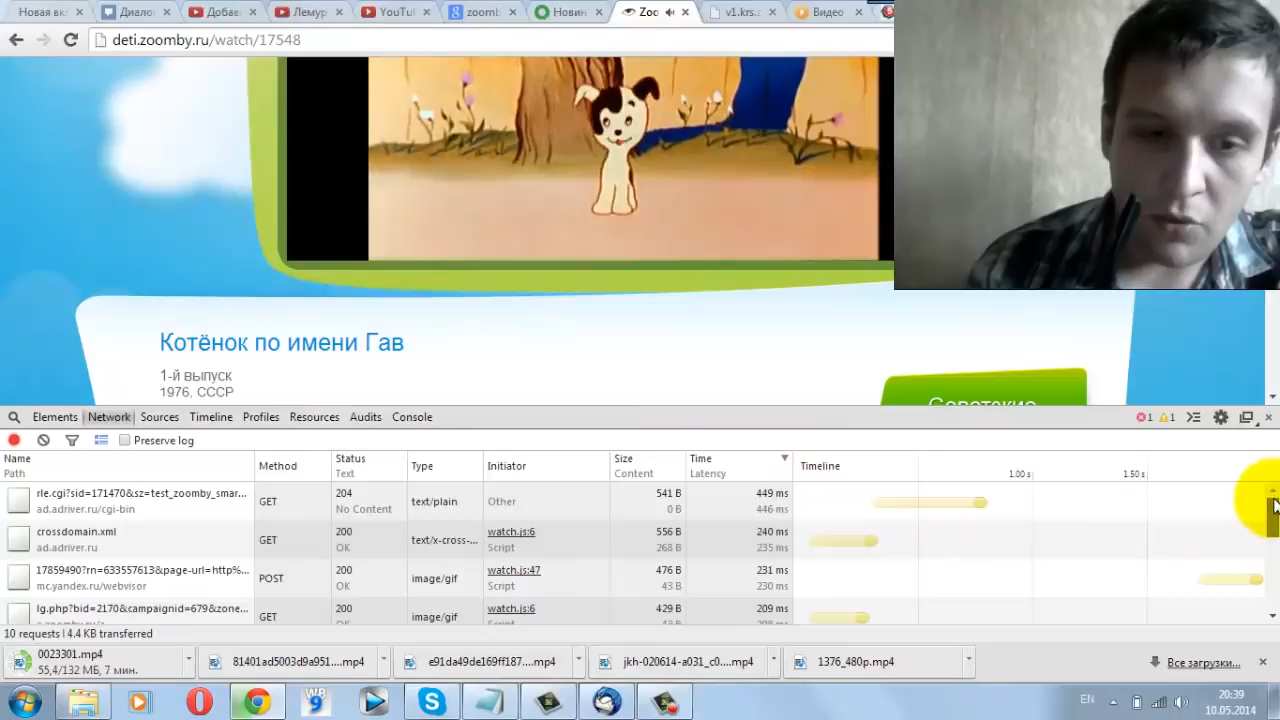 Новая вк
Диалог
Добав
Лемур
YouTu
zoomb
Новин
Zoo
v1.krs.z
Видео
deti.zoomby.ru/watch/17548
Котёнок по имени Гав
1-й выпуск
1976, СССР
Советские
Elements Network Sources Timeline Profiles Resources Audits Console 1 1
Preserve log
Name Method Status Type Initiator Size Time Timeline
Path Text Content Latency 1.00 s 1.50 s
rle.cgi?sid=171470&sz=test_zoomby_smar... GET 204 text/plain Other 541 B 449 ms
ad.adriver.ru/cgi-bin No Content 0 B 446 ms
crossdomain.xml GET 200 text/x-cross-... watch.js:6 556 B 240 ms
ad.adriver.ru OK Script 268 B 235 ms
17859490?rn=633557613&page-url=http%... POST 200 image/gif watch.js:47 476 B 231 ms
mc.yandex.ru/webvisor OK Script 43 B 230 ms
lg.php?bid=2170&campaignid=679&zone... GET 200 image/gif watch.js:6 429 B 209 ms
10 requests | 4.4 KB transferred
0023301.mp4
55,4/132 МБ, 7 мин.
81401ad5003d9a951....mp4
e91da49de169ff187....mp4
jkh-020614-a031_c0....mp4
1376_480p.mp4
Все загрузки...
EN
20:39
10.05.2014